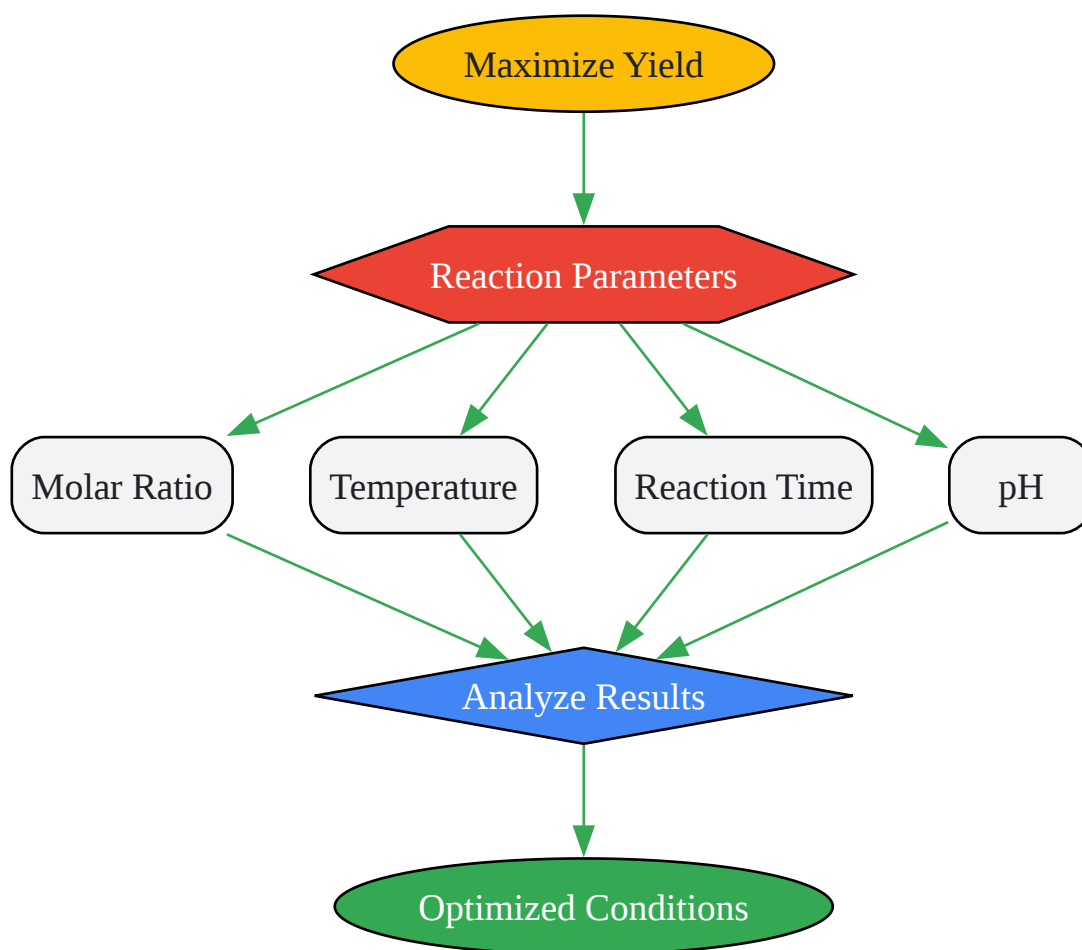 Maximize Yield
Reaction Parameters
Molar Ratio
Temperature
Reaction Time
pH
Analyze Results
Optimized Conditions